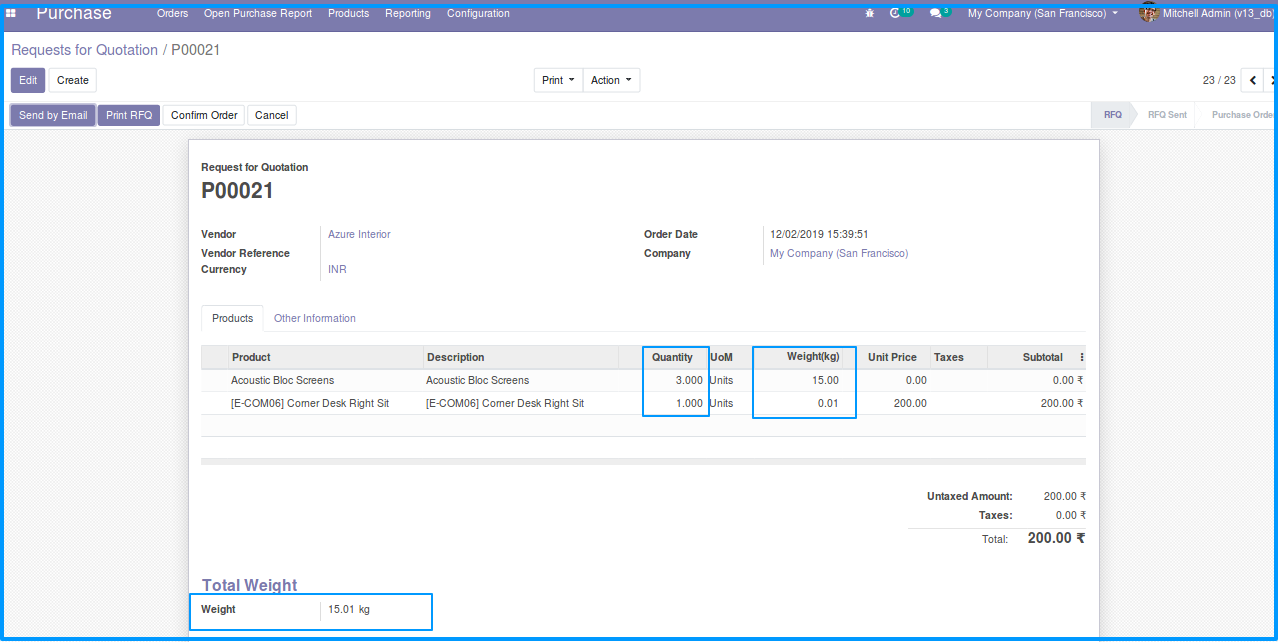 Purchase Orders Open Purchase Report Products Reporting Configuration 10 3 My Company (San Francisco) Mitchell Admin (v13_db)
Requests for Quotation / P00021
Edit Create Print Action 23 / 23
Send by Email Print RFQ Confirm Order Cancel RFQ RFQ Sent Purchase Orde
Request for Quotation
P00021
Vendor Azure Interior Order Date 12/02/2019 15:39:51
Vendor Reference Company My Company (San Francisco)
Currency INR
Products Other Information
Product Description Quantity UoM Weight(kg) Unit Price Taxes Subtotal
Acoustic Bloc Screens Acoustic Bloc Screens 3.000 Units 15.00 0.00 0.00 ₹
[E-COM06] Corner Desk Right Sit [E-COM06] Corner Desk Right Sit 1.000 Units 0.01 200.00 200.00 ₹
Untaxed Amount: 200.00 ₹
Taxes: 0.00 ₹
Total: 200.00 ₹
Total Weight
Weight 15.01 kg